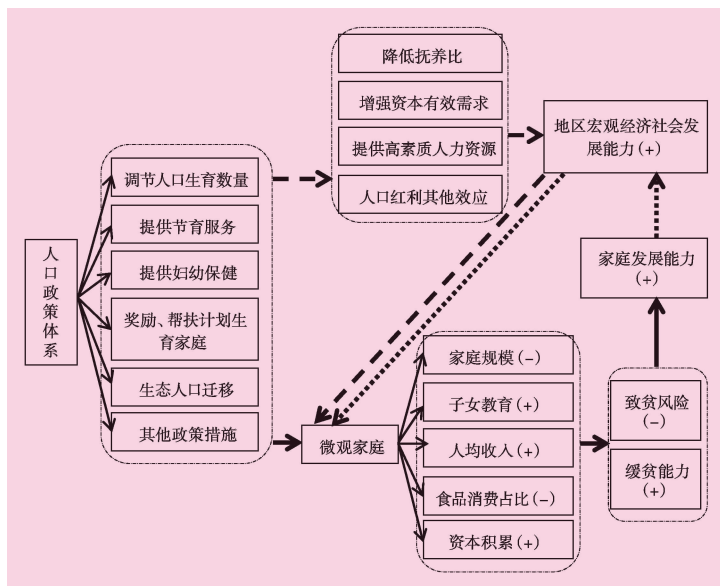 人
口
政
策
体
系
调节人口生育数量
提供节育服务
提供妇幼保健
奖励、帮扶计划生
育家庭
生态人口迁移
其他政策措施
降低抚养比
增强资本有效需求
提供高素质人力资源
人口红利其他效应
地区宏观经济社会发
展能力(+)
家庭发展能力
(+)
微观家庭
家庭规模(-)
子女教育(+)
人均收入(+)
食品消费占比(-)
资本积累(+)
致贫风险
(-)
缓贫能力
(+)